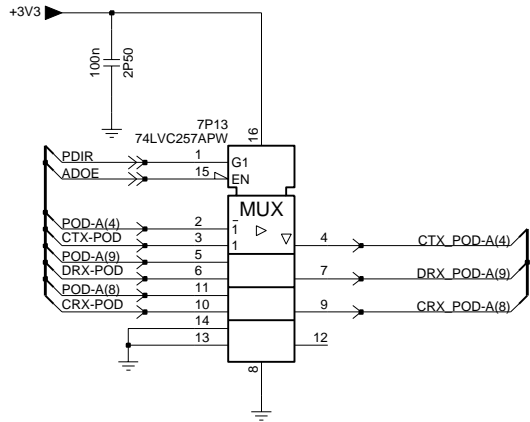 +3V3
100n
2P50
7P13
74LVC257APW
16
PDIR 1 G1
ADOE 15 EN
MUX
POD-A(4) 2 1
CTX-POD 3 1 4 CTX_POD-A(4)
POD-A(9) 5
DRX-POD 6 7 DRX_POD-A(9)
POD-A(8) 11
CRX-POD 10 9 CRX_POD-A(8)
14
13 12
8